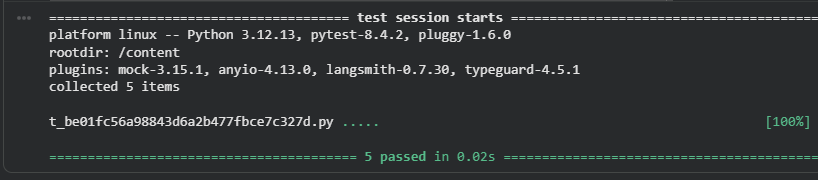 ••• ====================================== test session starts =======================================
platform linux -- Python 3.12.13, pytest-8.4.2, pluggy-1.6.0
rootdir: /content
plugins: mock-3.15.1, anyio-4.13.0, langsmith-0.7.30, typeguard-4.5.1
collected 5 items
t_be01fc56a98843d6a2b477fbce7c327d.py ..... [100%]
======================================= 5 passed in 0.02s ========================================